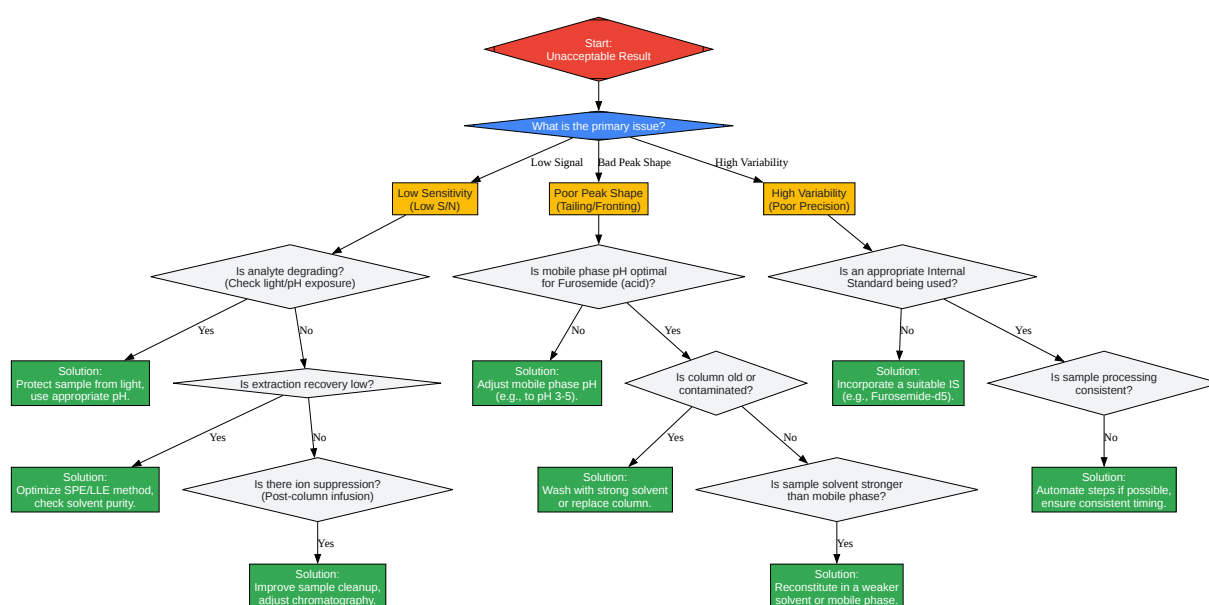 Start:
Unacceptable Result
What is the primary issue?
Low Signal
Bad Peak Shape
High Variability
Low Sensitivity
(Low S/N)
Poor Peak Shape
(Tailing/Fronting)
High Variability
(Poor Precision)
Is analyte degrading?
(Check light/pH exposure)
Is mobile phase pH optimal
for Furosemide (acid)?
Is an appropriate Internal
Standard being used?
Yes
No
No
Yes
No
Yes
Solution:
Protect sample from light,
use appropriate pH.
Is extraction recovery low?
Solution:
Adjust mobile phase pH
(e.g., to pH 3-5).
Is column old or
contaminated?
Solution:
Incorporate a suitable IS
(e.g., Furosemide-d5).
Is sample processing
consistent?
Yes
No
Yes
No
No
Solution:
Optimize SPE/LLE method,
check solvent purity.
Is there ion suppression?
(Post-column infusion)
Solution:
Wash with strong solvent
or replace column.
Is sample solvent stronger
than mobile phase?
Solution:
Automate steps if possible,
ensure consistent timing.
Yes
Yes
Solution:
Improve sample cleanup,
adjust chromatography.
Solution:
Reconstitute in a weaker
solvent or mobile phase.